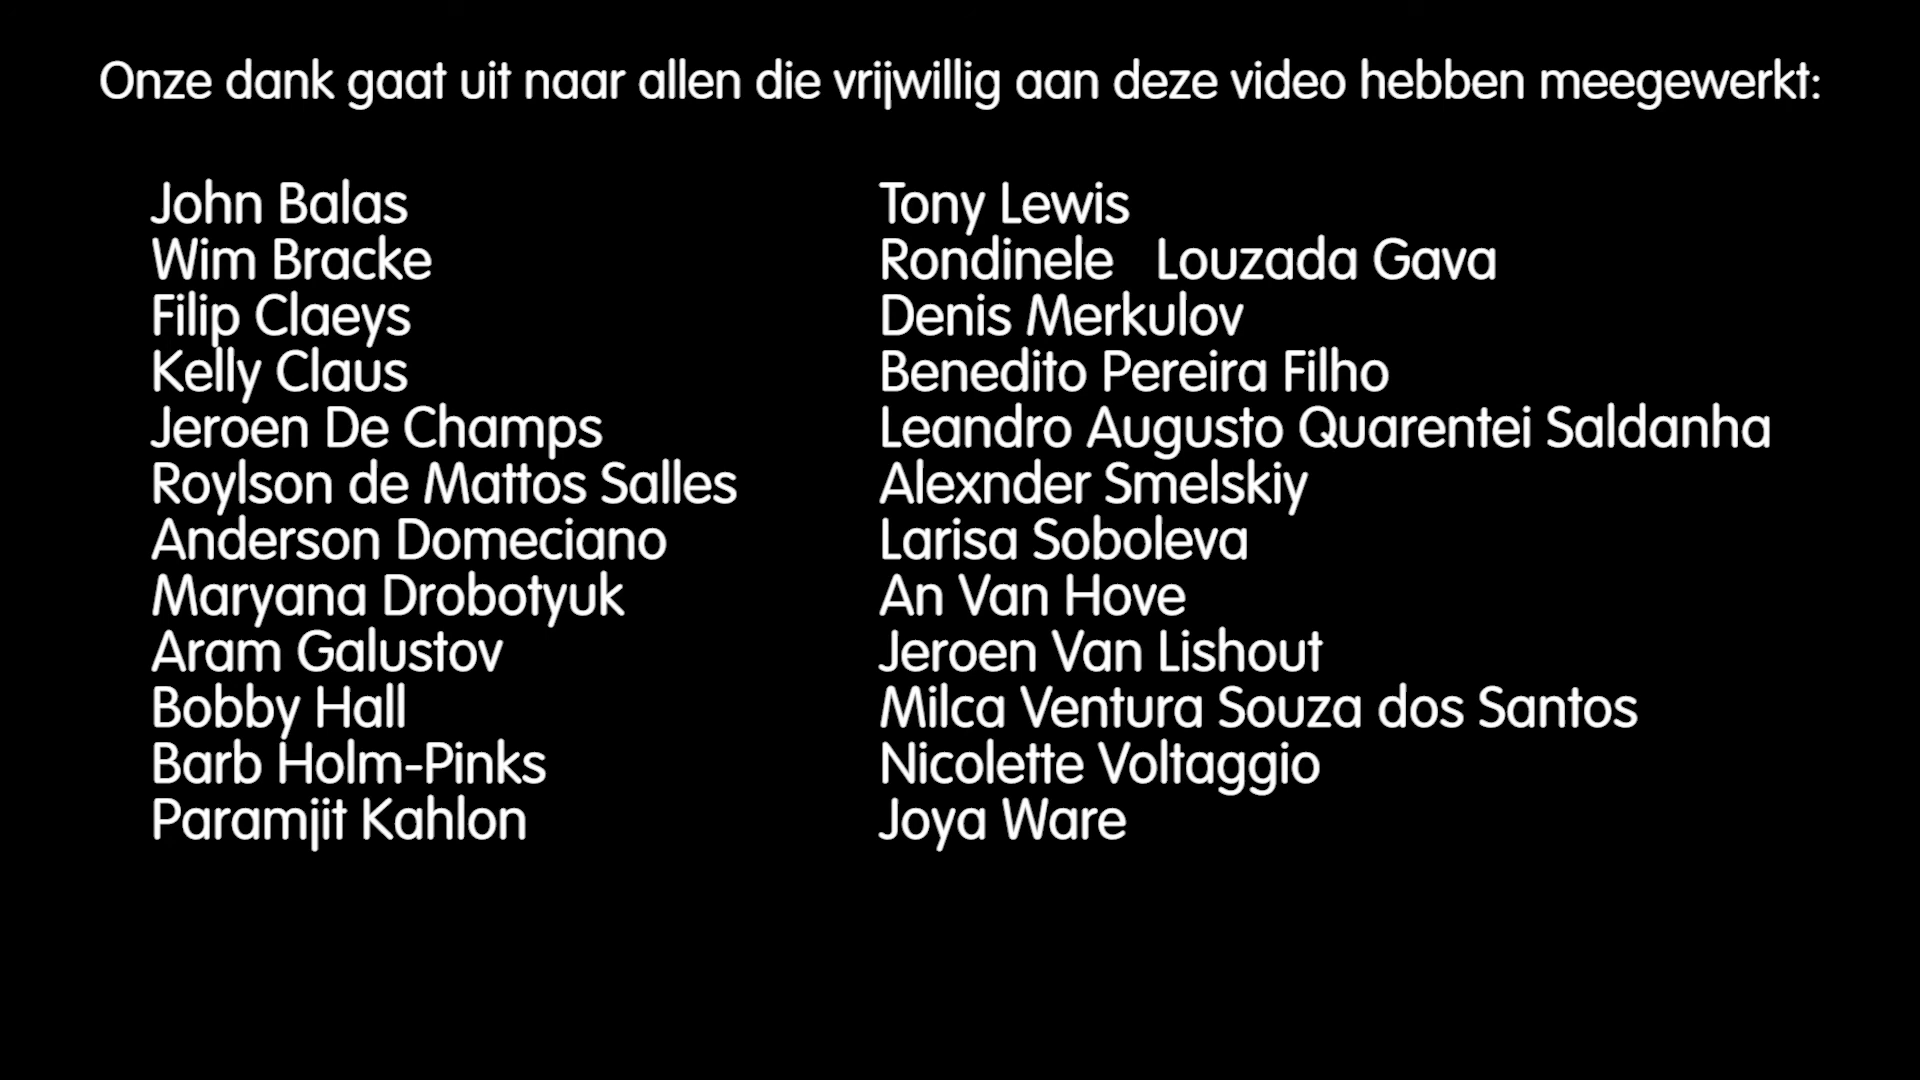 Onze dank gaat uit naar allen die vrijwillig aan deze video hebben meegewerkt:
John Balas
Wim Bracke
Filip Claeys
Kelly Claus
Jeroen De Champs
Roylson de Mattos Salles
Anderson Domeciano
Maryana Drobotyuk
Aram Galustov
Bobby Hall
Barb Holm-Pinks
Paramjit Kahlon
Tony Lewis
Rondinele Louzada Gava
Denis Merkulov
Benedito Pereira Filho
Leandro Augusto Quarentei Saldanha
Alexnder Smelskiy
Larisa Soboleva
An Van Hove
Jeroen Van Lishout
Milca Ventura Souza dos Santos
Nicolette Voltaggio
Joya Ware